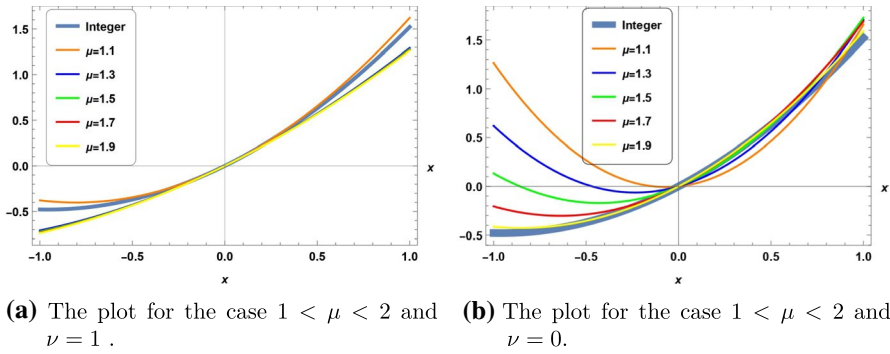 Integer
μ=1.1
μ=1.3
μ=1.5
μ=1.7
μ=1.9
1.5
1.0
0.5
0.0
-0.5
-1.0 -0.5 0.0 0.5 1.0
x
x
Integer
μ=1.1
μ=1.3
μ=1.5
μ=1.7
μ=1.9
1.5
1.0
0.5
0.0
-0.5
-1.0 -0.5 0.0 0.5 1.0
x
x
(a) The plot for the case 1 < μ < 2 and
ν = 1 .
(b) The plot for the case 1 < μ < 2 and
ν = 0.